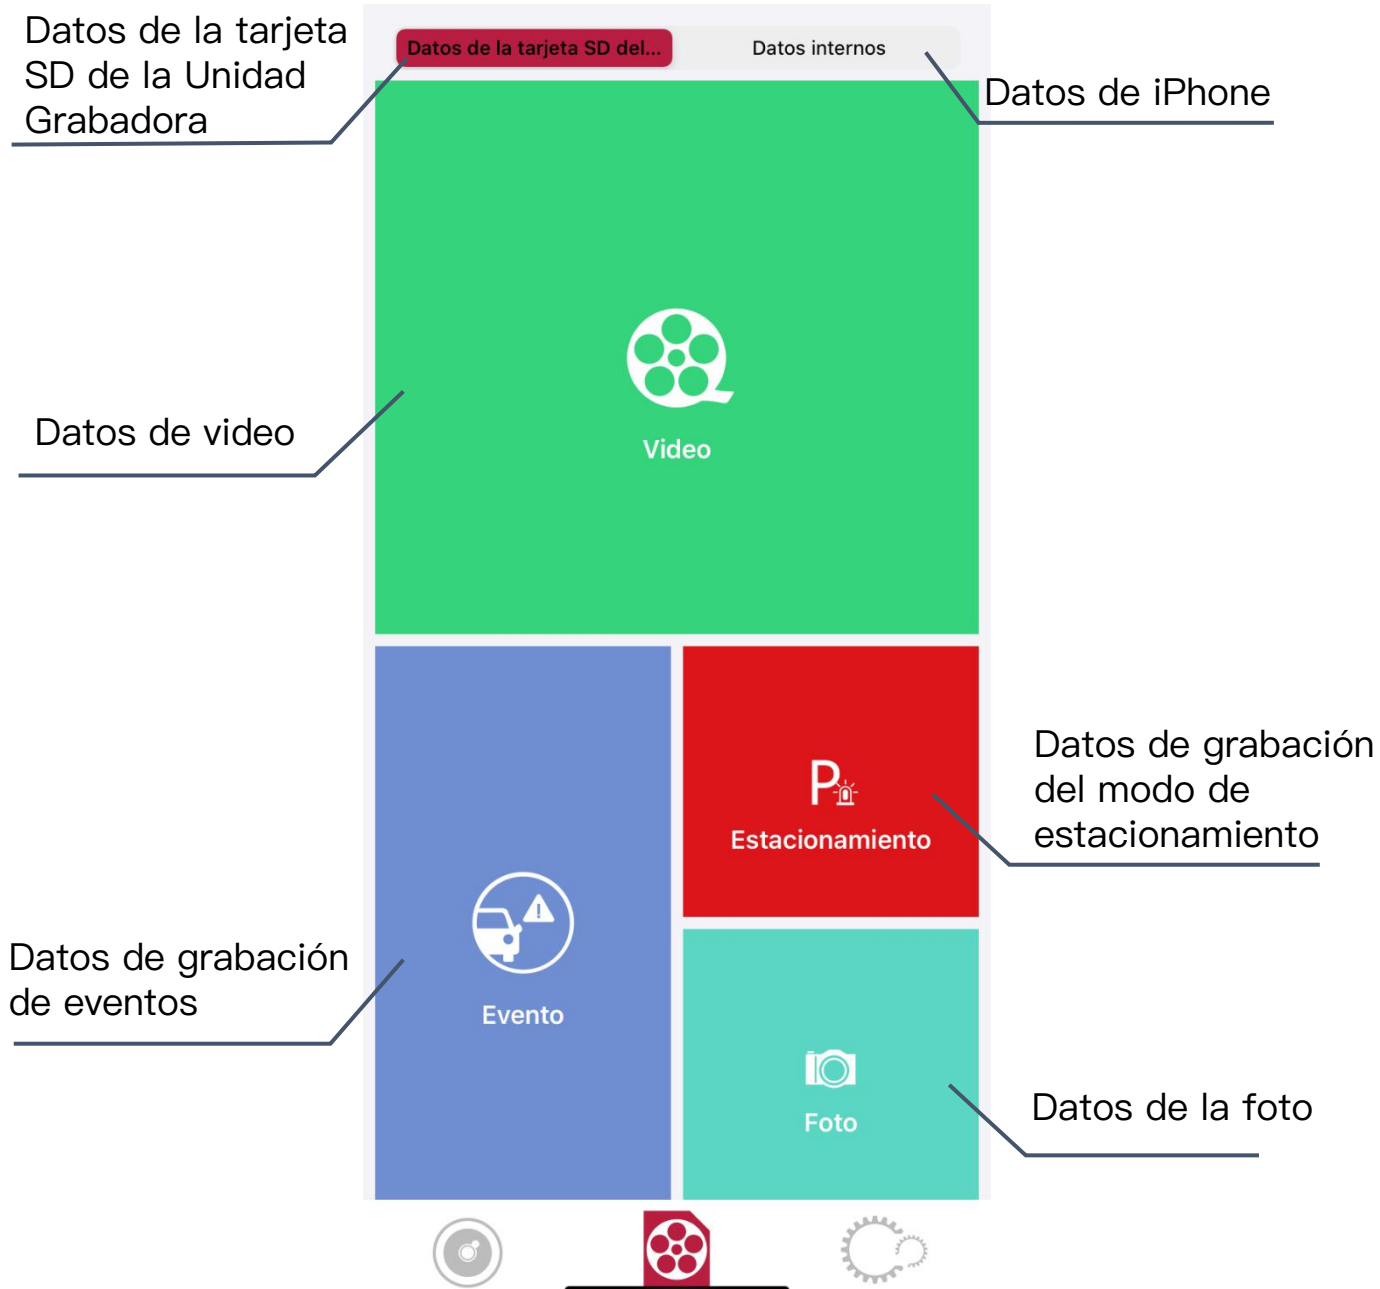 Datos de la tarjeta
SD de la Unidad
Grabadora
Datos de la tarjeta SD del...
Datos internos
Datos de iPhone
Datos de video
Video
Datos de grabación
del modo de
estacionamiento
P
Estacionamiento
Datos de grabación
de eventos
Evento
Foto
Datos de la foto